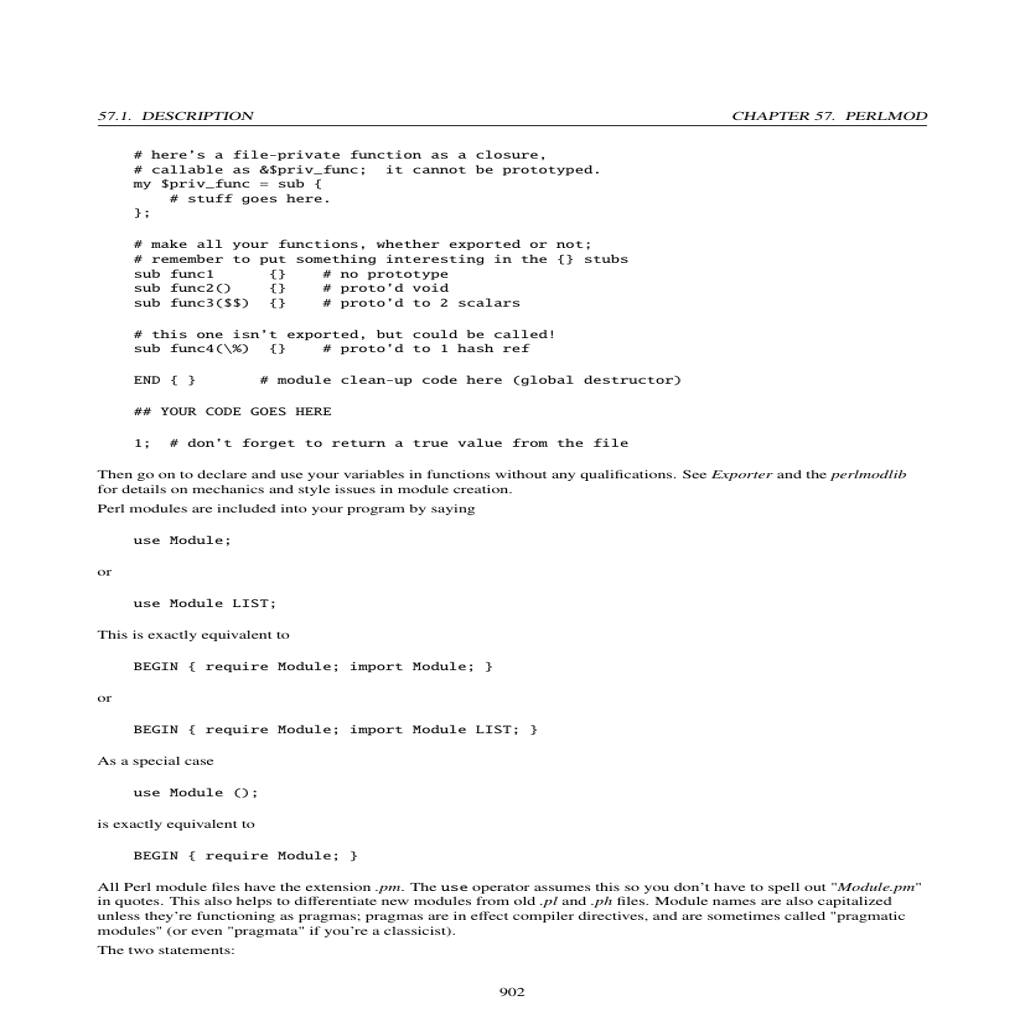 57.1. DESCRIPTION CHAPTER 57. PERLMOD
# here's a file-private function as a closure,
# callable as &$priv_func;  it cannot be prototyped.
my $priv_func = sub {
    # stuff goes here.
};
# make all your functions, whether exported or not;
# remember to put something interesting in the {} stubs
sub func1      {}    # no prototype
sub func2()    {}    # proto'd void
sub func3($$)  {}    # proto'd to 2 scalars
# this one isn't exported, but could be called!
sub func4(\%)  {}    # proto'd to 1 hash ref
END { }       # module clean-up code here (global destructor)
## YOUR CODE GOES HERE
1;  # don't forget to return a true value from the file
Then go on to declare and use your variables in functions without any qualifications. See Exporter and the perlmodlib
for details on mechanics and style issues in module creation.
Perl modules are included into your program by saying
use Module;
or
use Module LIST;
This is exactly equivalent to
BEGIN { require Module; import Module; }
or
BEGIN { require Module; import Module LIST; }
As a special case
use Module ();
is exactly equivalent to
BEGIN { require Module; }
All Perl module files have the extension .pm. The use operator assumes this so you don't have to spell out "Module.pm"
in quotes. This also helps to differentiate new modules from old .pl and .ph files. Module names are also capitalized
unless they're functioning as pragmas; pragmas are in effect compiler directives, and are sometimes called "pragmatic
modules" (or even "pragmata" if you're a classicist).
The two statements:
902